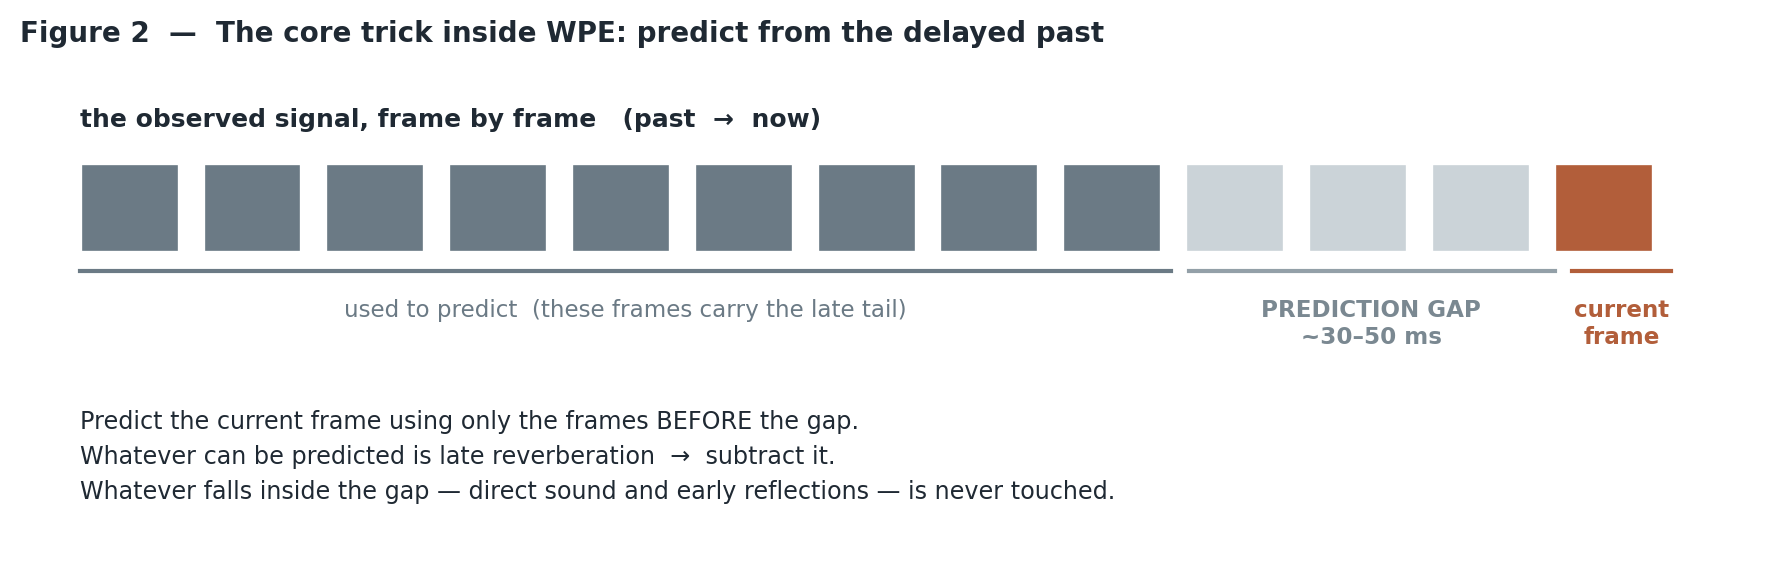 Figure 2 — The core trick inside WPE: predict from the delayed past
the observed signal, frame by frame (past → now)
used to predict (these frames carry the late tail)
PREDICTION GAP
~30–50 ms
current
frame
Predict the current frame using only the frames BEFORE the gap.
Whatever can be predicted is late reverberation → subtract it.
Whatever falls inside the gap — direct sound and early reflections — is never touched.